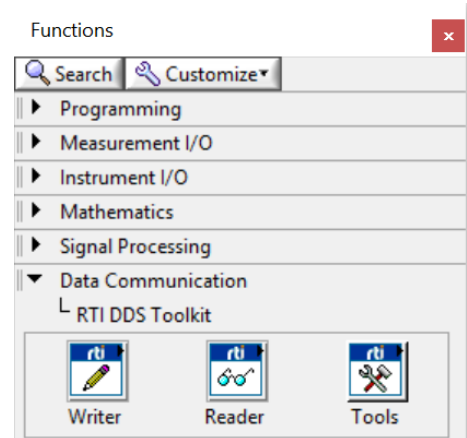 Functions
x
Search Customize
Programming
Measurement I/O
Instrument I/O
Mathematics
Signal Processing
Data Communication
RTI DDS Toolkit
rti rti rti
Writer Reader Tools